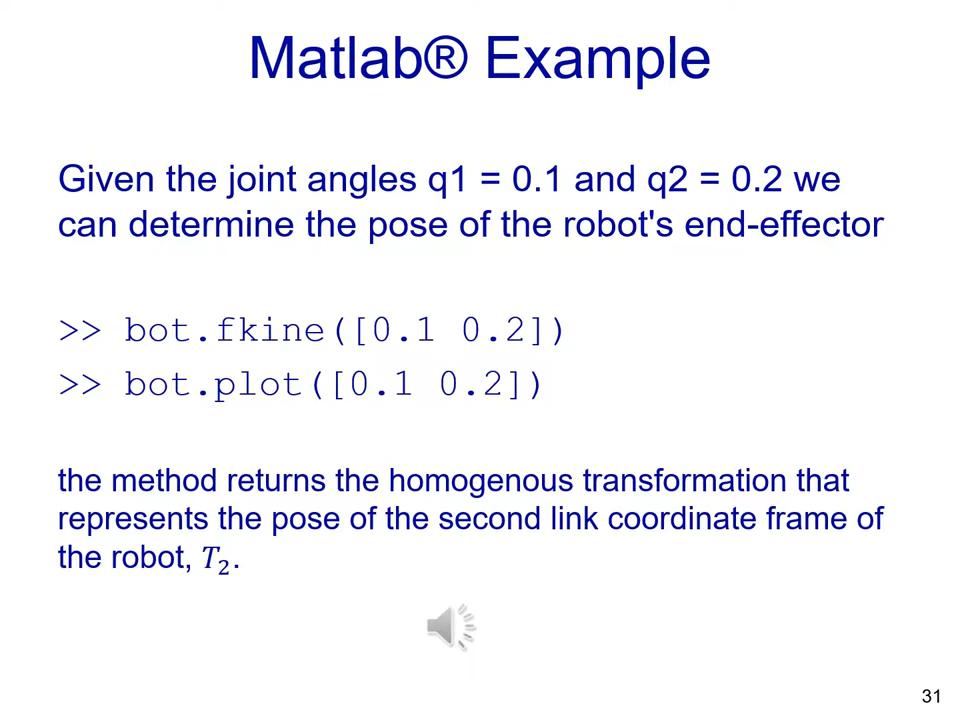 Matlab® Example
Given the joint angles q1 = 0.1 and q2 = 0.2 we
can determine the pose of the robot's end-effector
>> bot.fkine([0.1 0.2])
>> bot.plot([0.1 0.2])
the method returns the homogenous transformation that
represents the pose of the second link coordinate frame of
the robot, T₂.
31